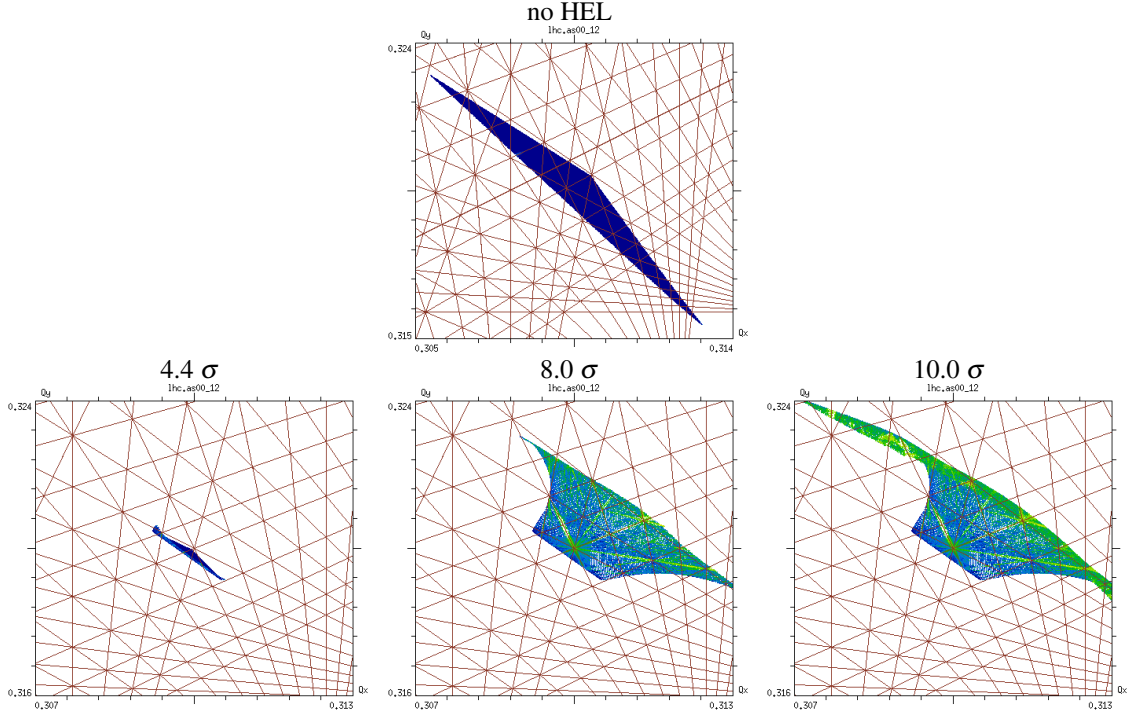 no HEL
lhc.as00_12
Qy
0.324
0.315
Qx
0.305
0.314
4.4 σ
8.0 σ
10.0 σ
lhc.as00_12
lhc.as00_12
lhc.as00_12
Qy
Qy
Qy
0.324
0.324
0.324
0.316
0.316
0.316
Qx
Qx
Qx
0.307
0.313
0.307
0.313
0.307
0.313